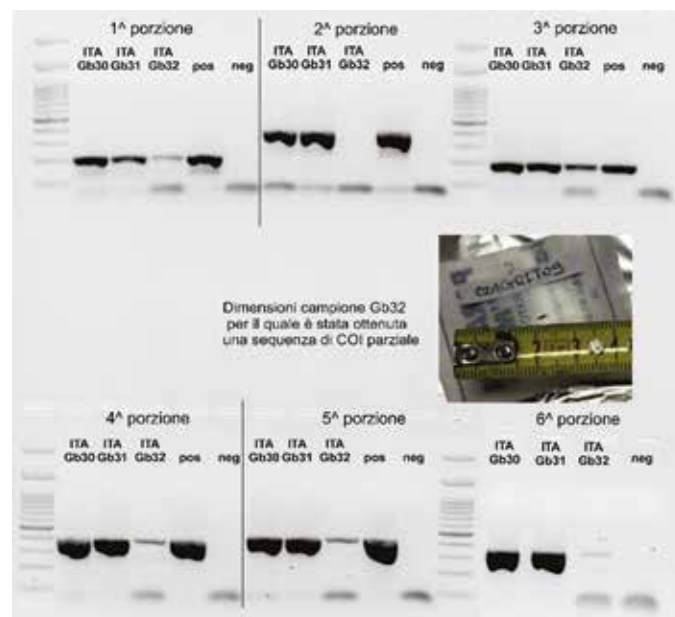 1^ porzione
2^ porzione
3^ porzione
ITA ITA ITA
Gb30 Gb31 Gb32 pos neg
ITA ITA ITA
Gb30 Gb31 Gb32 pos neg
ITA ITA ITA
Gb30 Gb31 Gb32 pos neg
Dimensioni campione Gb32
per il quale è stata ottenuta
una sequenza di COI parziale
4^ porzione
5^ porzione
6^ porzione
ITA ITA ITA
Gb30 Gb31 Gb32 pos neg
ITA ITA ITA
Gb30 Gb31 Gb32 pos neg
ITA ITA ITA
Gb30 Gb31 Gb32 neg